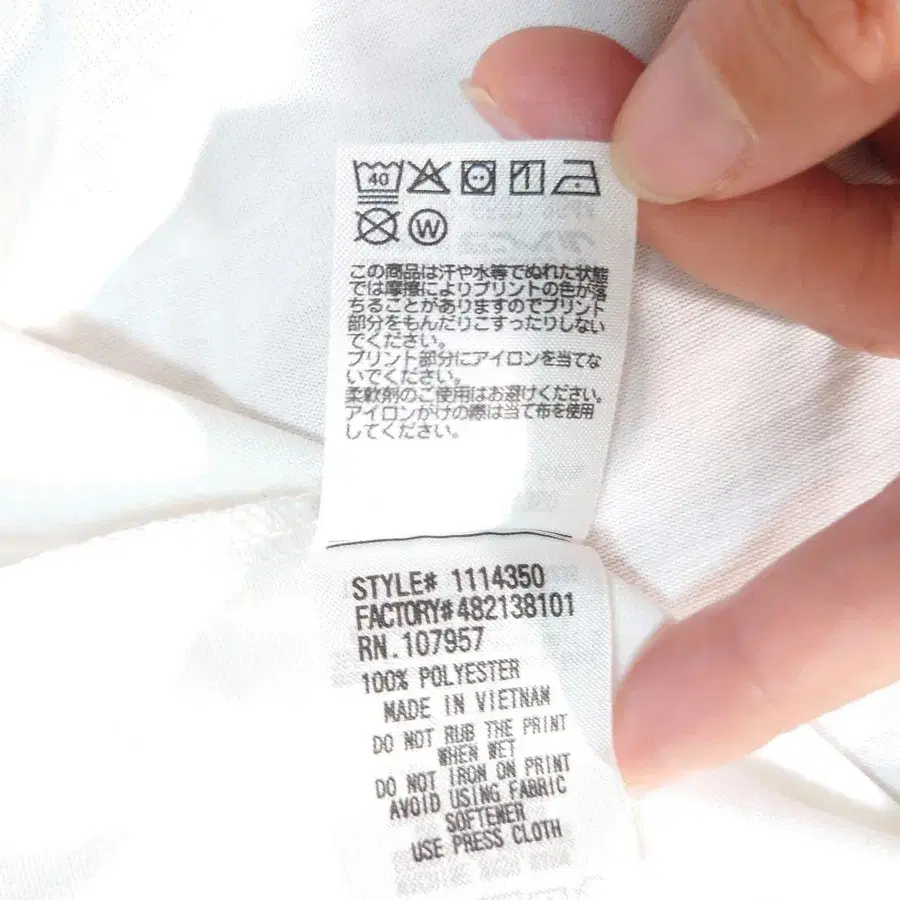 40
W
この商品は汗や水等でぬれた状態
では摩擦によりプリントの色が落
ちることがありますのでプリント
部分をもんだりこすったりしない
でください。
プリント部分にアイロンを当てな
いでください。
柔軟剤のご使用はお避けください。
アイロンがけの際は当て布を使用
してください。
STYLE# 1114350
FACTORY#482138101
RN.107957
100% POLYESTER
MADE IN VIETNAM
DO NOT RUB THE PRINT
WHEN WET
DO NOT IRON ON PRINT
AVOID USING FABRIC
SOFTENER
USE PRESS CLOTH